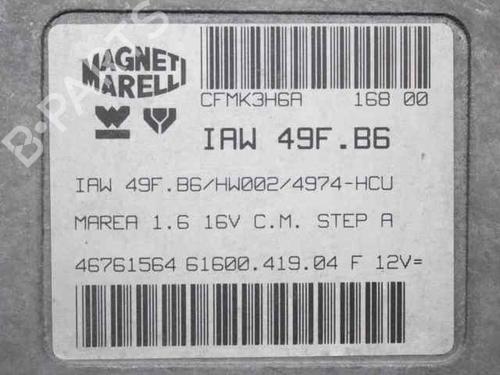 MAGNETI
MARELLI
CFMK3H6A 168 00
IAW 49F.B6
IAW 49F.B6/HW002/4974-HCU
MAREA 1.6 16V C.M. STEP A
46761564 61600.419.04 F 12V=
B-PARTS